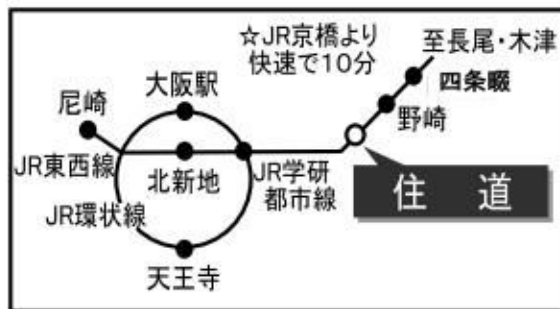 ☆JR京橋より
快速で10分
至長尾・木津
四条畷
野崎
大阪駅
尼崎
JR東西線
北新地
JR学研
都市線
住道
JR環状線
天王寺